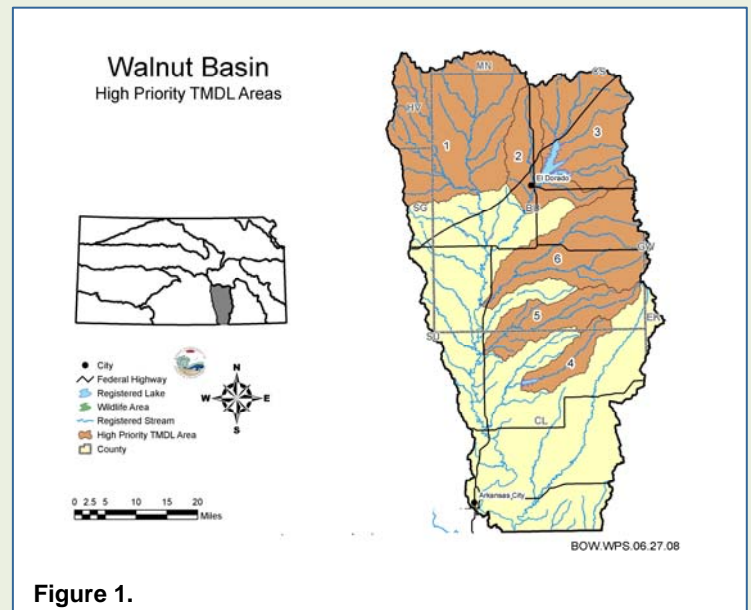 Walnut Basin
High Priority TMDL Areas
MN
KS
HV
1
2
3
El Dorado
SG
BU
GW
6
5
SU
EK
4
CL
Arkansas City
City
Federal Highway
Registered Lake
Wildlife Area
Registered Stream
High Priority TMDL Area
County
N
W
E
S
0 2.5 5 10 15 20
Miles
BOW.WPS.06.27.08
Figure 1.